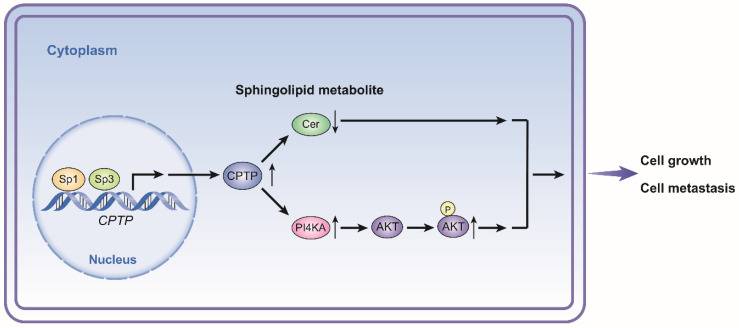 Cytoplasm
Sphingolipid metabolite
Cer
Sp1
Sp3
CPTP
CPTP
Nucleus
PI4KA
AKT
P
AKT
Cell growth
Cell metastasis